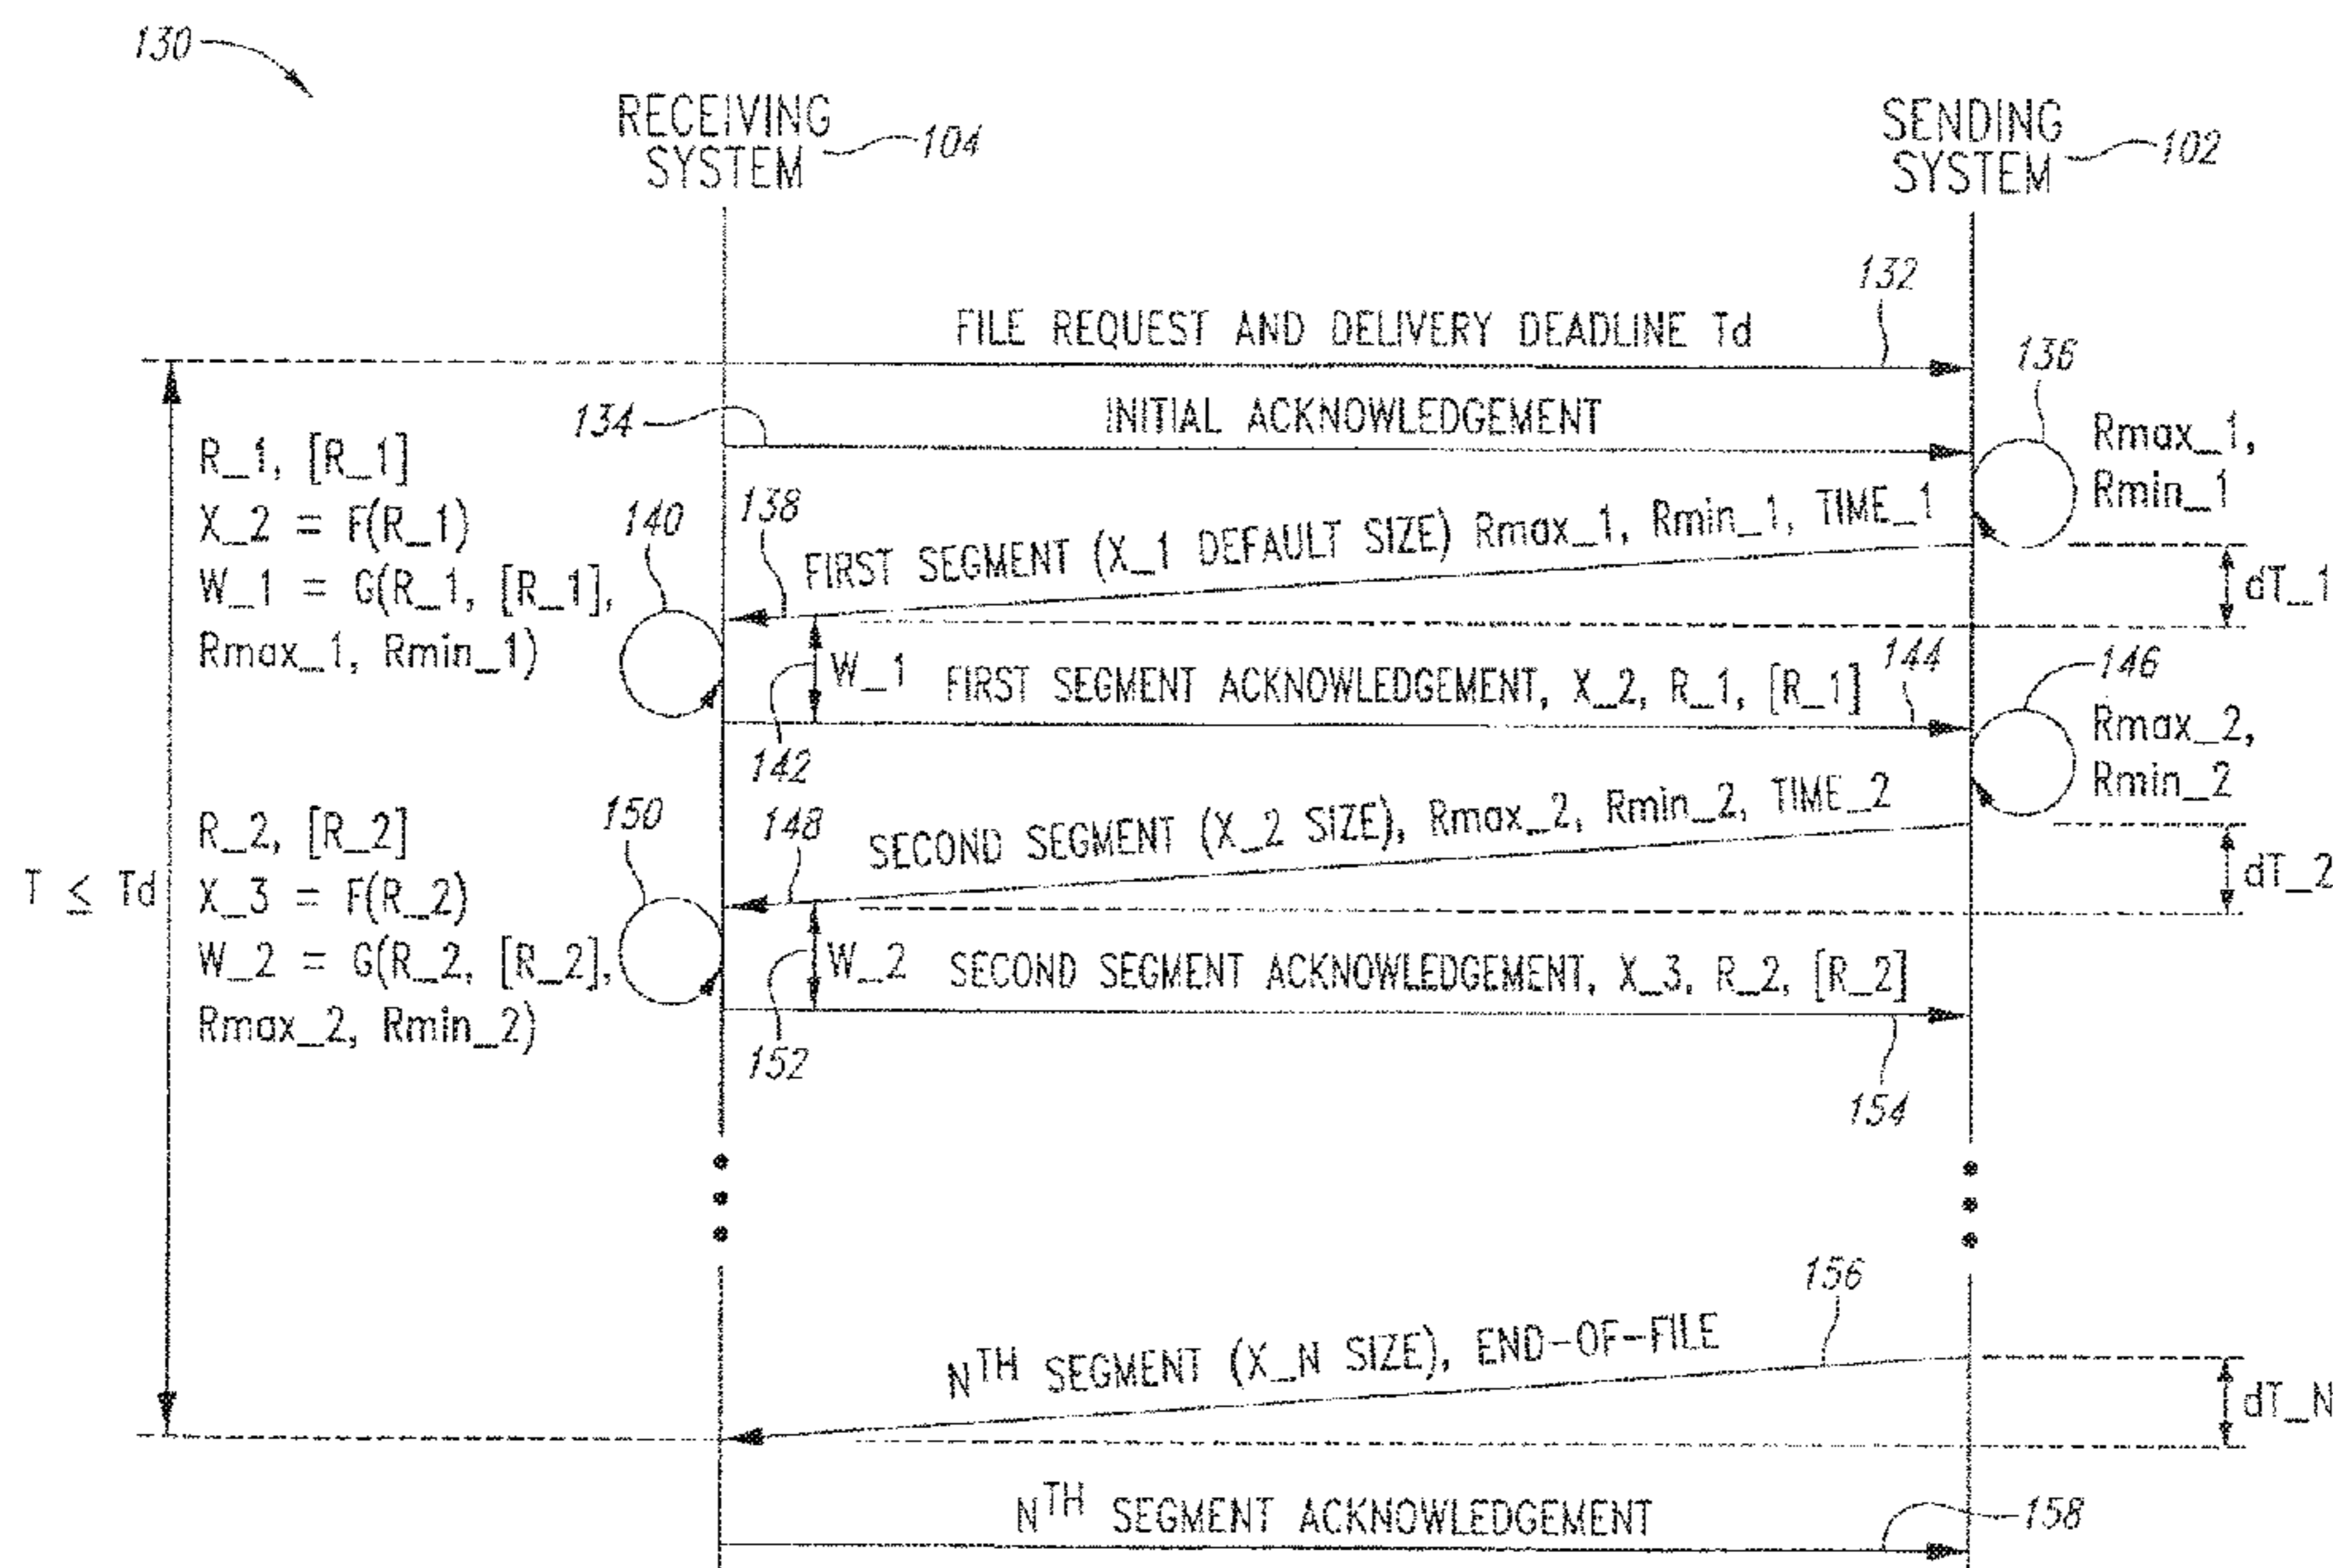 130
RECEIVING
SYSTEM
104
SENDING
SYSTEM
102
132
FILE REQUEST AND DELIVERY DEADLINE Td
136
134
INITIAL ACKNOWLEDGEMENT
Rmax_1,
Rmin_1
R_1, [R_1]
X_2 = F(R_1)
W_1 = G(R_1, [R_1],
Rmax_1, Rmin_1)
140
138
FIRST SEGMENT (X_1 DEFAULT SIZE) Rmax_1, Rmin_1, TIME_1
dT_1
W_1
142
144
FIRST SEGMENT ACKNOWLEDGEMENT, X_2, R_1, [R_1]
146
Rmax_2,
Rmin_2
T ≤ Td
R_2, [R_2]
X_3 = F(R_2)
W_2 = G(R_2, [R_2],
Rmax_2, Rmin_2)
150
148
SECOND SEGMENT (X_2 SIZE), Rmax_2, Rmin_2, TIME_2
dT_2
W_2
152
SECOND SEGMENT ACKNOWLEDGEMENT, X_3, R_2, [R_2]
154
156
NTH SEGMENT (X_N SIZE), END-OF-FILE
dT_N
NTH SEGMENT ACKNOWLEDGEMENT
158